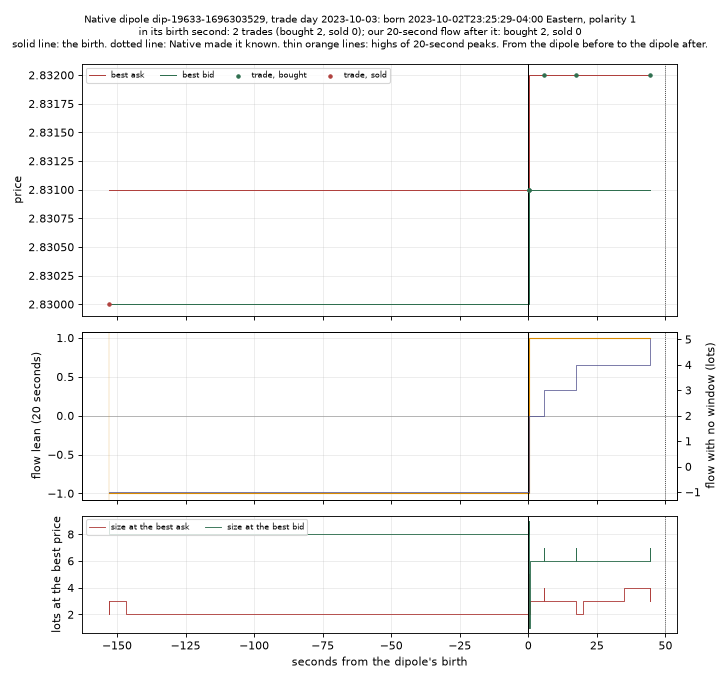 Native dipole dip-19633-1696303529, trade day 2023-10-03: born 2023-10-02T23:25:29-04:00 Eastern, polarity 1
in its birth second: 2 trades (bought 2, sold 0); our 20-second flow after it: bought 2, sold 0
solid line: the birth. dotted line: Native made it known. thin orange lines: highs of 20-second peaks. From the dipole before to the dipole after.
best ask
best bid
trade, bought
trade, sold
2.83200
2.83175
2.83150
2.83125
2.83100
2.83075
2.83050
2.83025
2.83000
price
1.0
0.5
0.0
−0.5
−1.0
flow lean (20 seconds)
5
4
3
2
1
0
−1
flow with no window (lots)
size at the best ask
size at the best bid
8
6
4
2
lots at the best price
−150
−125
−100
−75
−50
−25
0
25
50
seconds from the dipole's birth